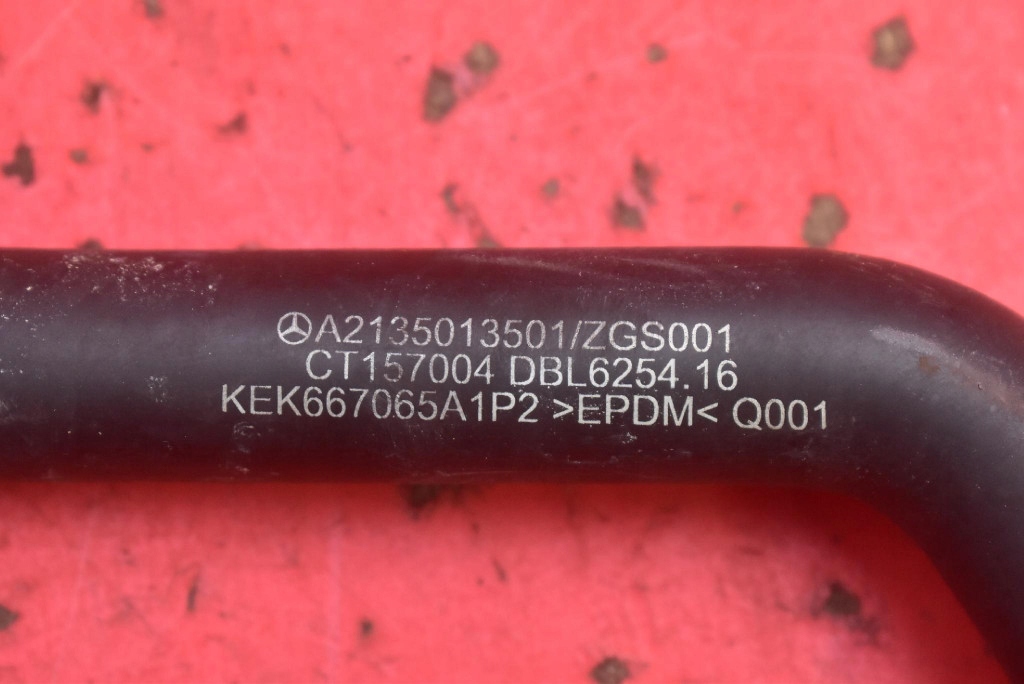 A2135013501/ZGS001
CT157004 DBL6254.16
KEK667065A1P2 >EPDM< Q001